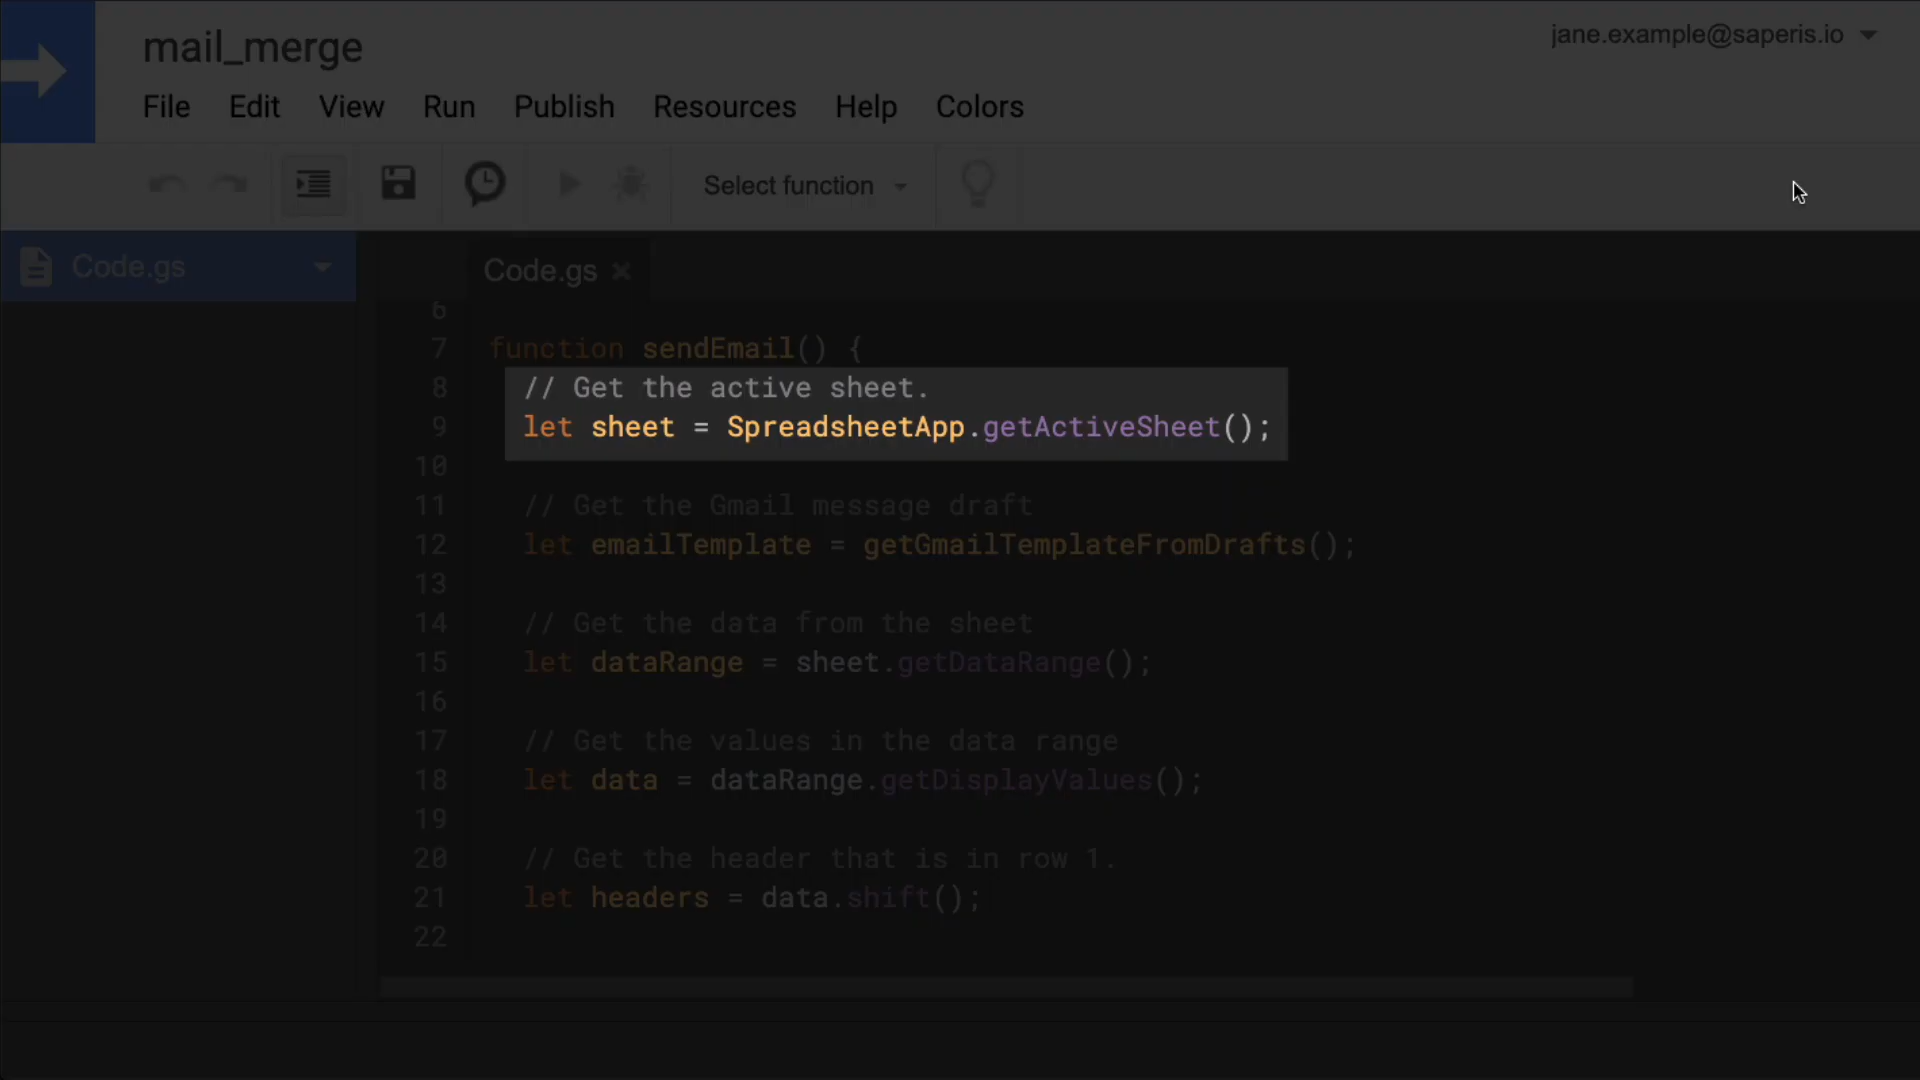 mail_merge
jane.example@saperis.io
File Edit View Run Publish Resources Help Colors
Select function
Code.gs
Code.gs
6
7 function sendEmail() {
8 // Get the active sheet.
9 let sheet = SpreadsheetApp.getActiveSheet();
10
11 // Get the Gmail message draft
12 let emailTemplate = getGmailTemplateFromDrafts();
13
14 // Get the data from the sheet
15 let dataRange = sheet.getDataRange();
16
17 // Get the values in the data range
18 let data = dataRange.getDisplayValues();
19
20 // Get the header that is in row 1.
21 let headers = data.shift();
22